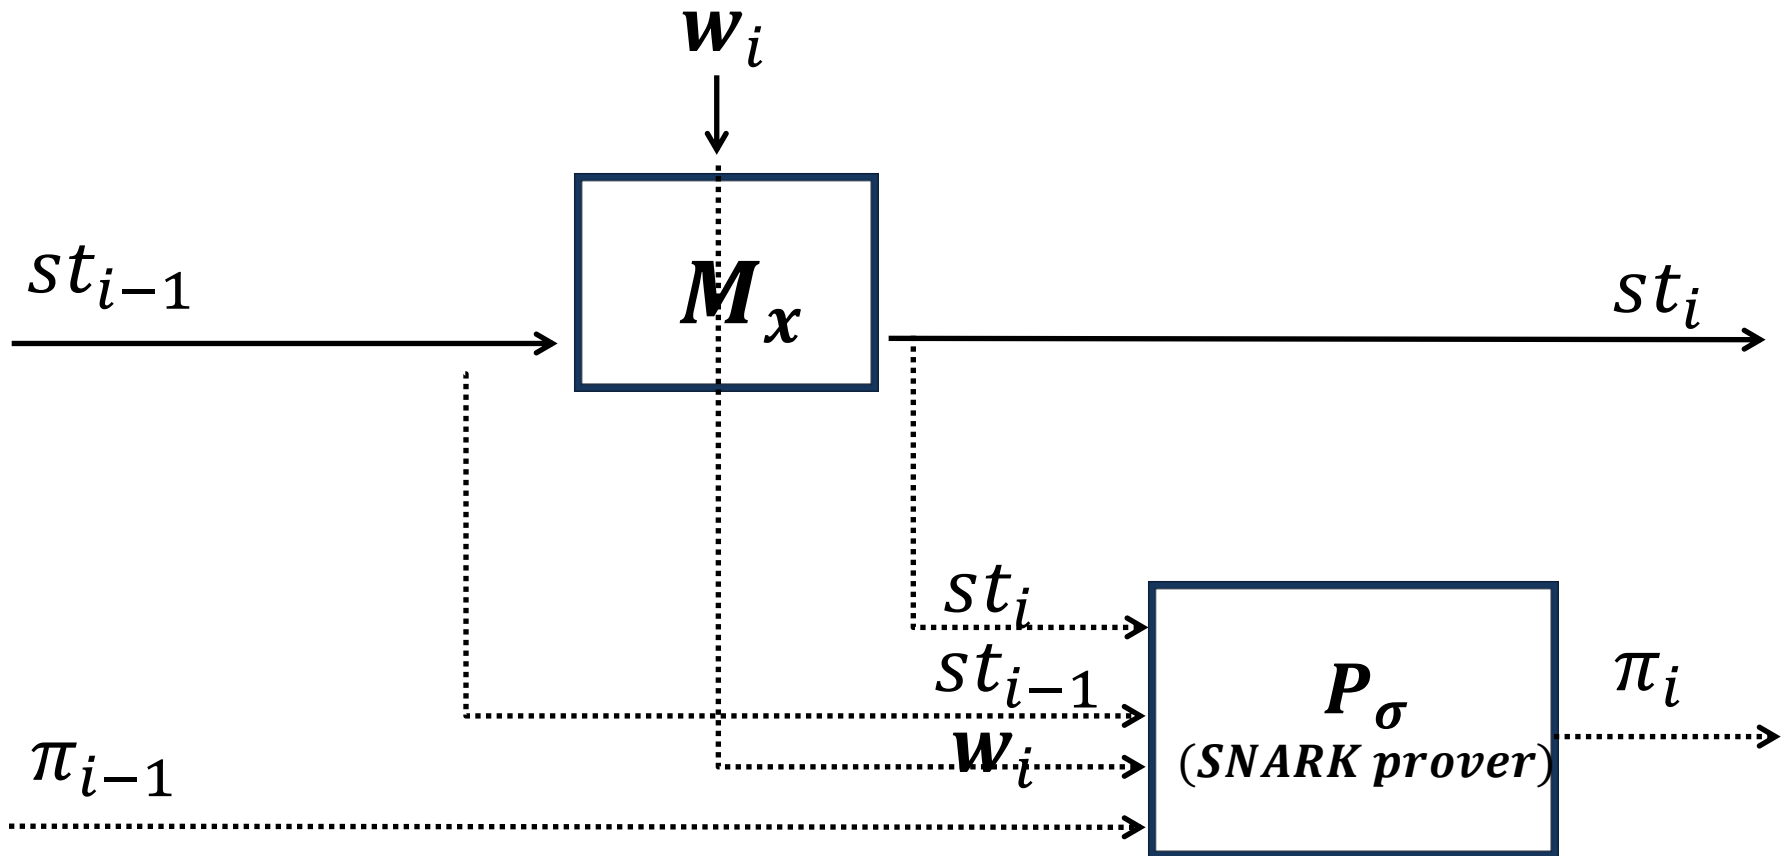 w_i
st_{i−1}
M_x
st_i
st_i
st_{i−1}
P_σ
π_i
w_i
(SNARK prover)
π_{i−1}